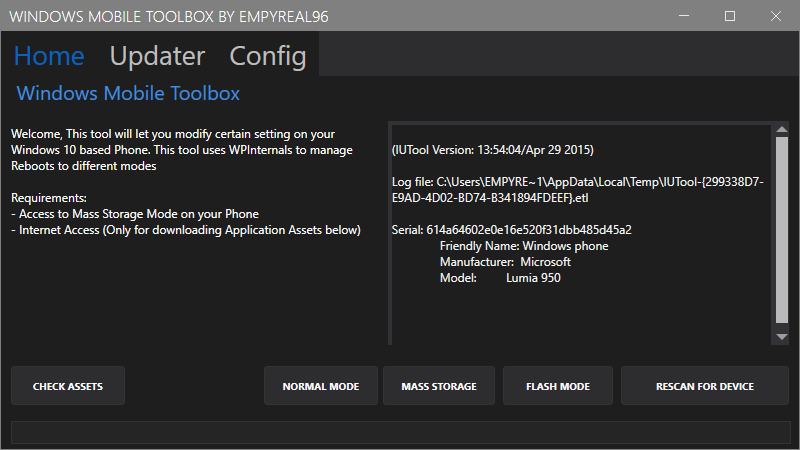 WINDOWS MOBILE TOOLBOX BY EMPYREAL96
Home Updater Config
Windows Mobile Toolbox
Welcome, This tool will let you modify certain setting on your
Windows 10 based Phone. This tool uses WPInternals to manage
Reboots to different modes
Requirements:
- Access to Mass Storage Mode on your Phone
- Internet Access (Only for downloading Application Assets below)
(IUTool Version: 13:54:04/Apr 29 2015)
Log file: C:\Users\EMPYRE~1\AppData\Local\Temp\IUTool-{299338D7-
E9AD-4D02-BD74-B341894FDEEF}.etl
Serial: 614a64602e0e16e520f31dbb485d45a2
Friendly Name: Windows phone
Manufacturer: Microsoft
Model: Lumia 950
CHECK ASSETS NORMAL MODE MASS STORAGE FLASH MODE RESCAN FOR DEVICE